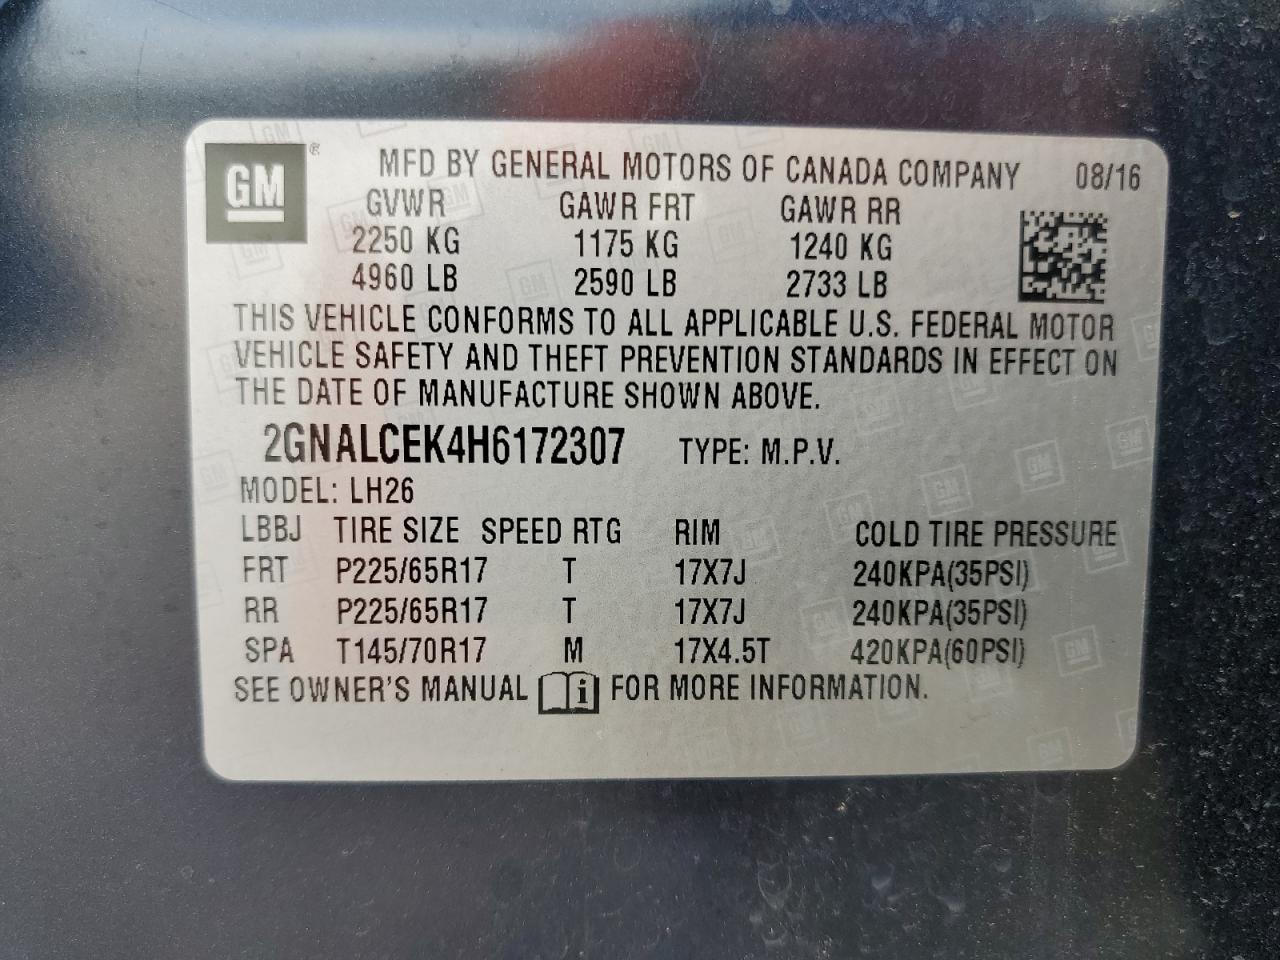 GM ® MFD BY GENERAL MOTORS OF CANADA COMPANY 08/16
GVWR GAWR FRT GAWR RR
2250 KG 1175 KG 1240 KG
4960 LB 2590 LB 2733 LB
THIS VEHICLE CONFORMS TO ALL APPLICABLE U.S. FEDERAL MOTOR
VEHICLE SAFETY AND THEFT PREVENTION STANDARDS IN EFFECT ON
THE DATE OF MANUFACTURE SHOWN ABOVE.
2GNALCEK4H6172307 TYPE: M.P.V.
MODEL: LH26
LBBJ TIRE SIZE SPEED RTG RIM COLD TIRE PRESSURE
FRT P225/65R17 T 17X7J 240KPA(35PSI)
RR P225/65R17 T 17X7J 240KPA(35PSI)
SPA T145/70R17 M 17X4.5T 420KPA(60PSI)
SEE OWNER'S MANUAL i FOR MORE INFORMATION.